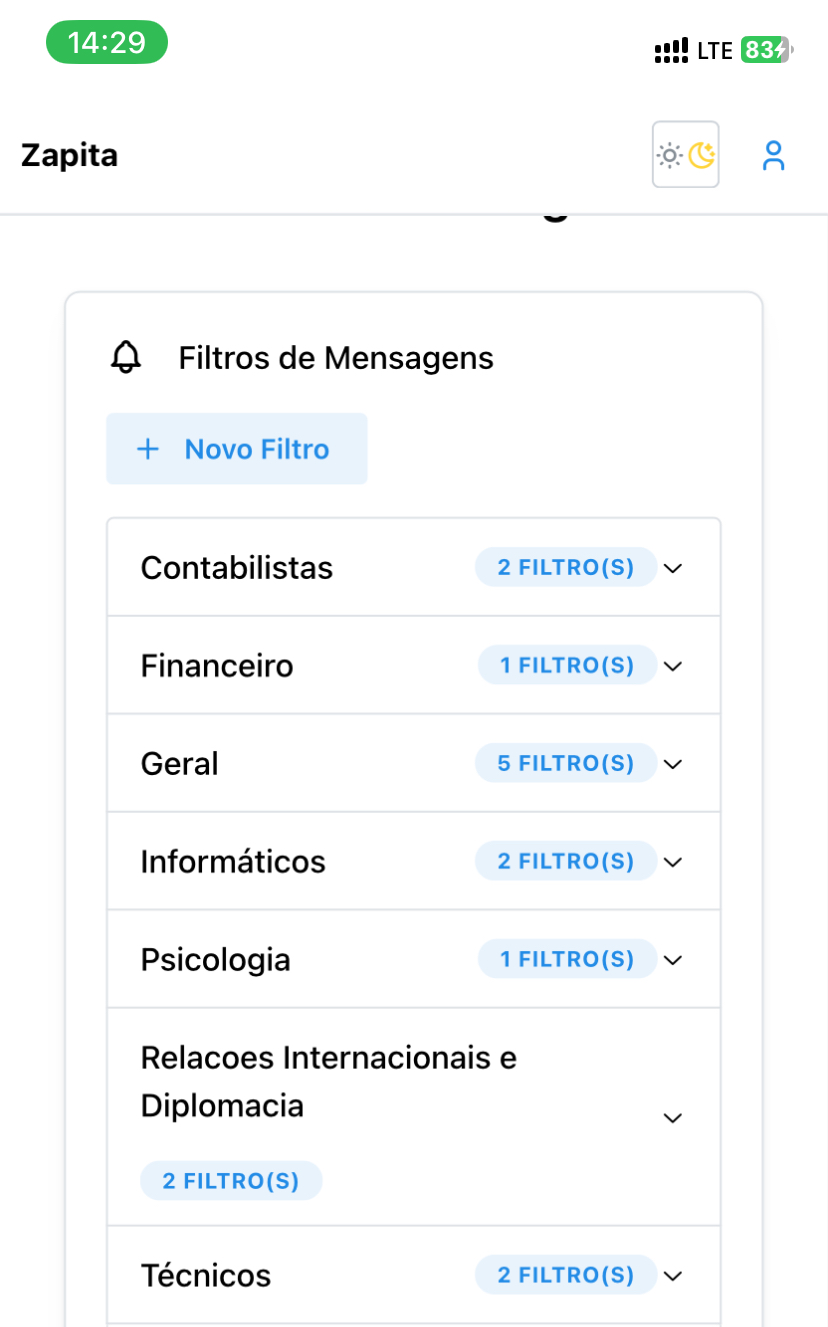 14:29
LTE 83
Zapita
Filtros de Mensagens
+ Novo Filtro
Contabilistas 2 FILTRO(S)
Financeiro 1 FILTRO(S)
Geral 5 FILTRO(S)
Informáticos 2 FILTRO(S)
Psicologia 1 FILTRO(S)
Relacoes Internacionais e
Diplomacia
2 FILTRO(S)
Técnicos 2 FILTRO(S)